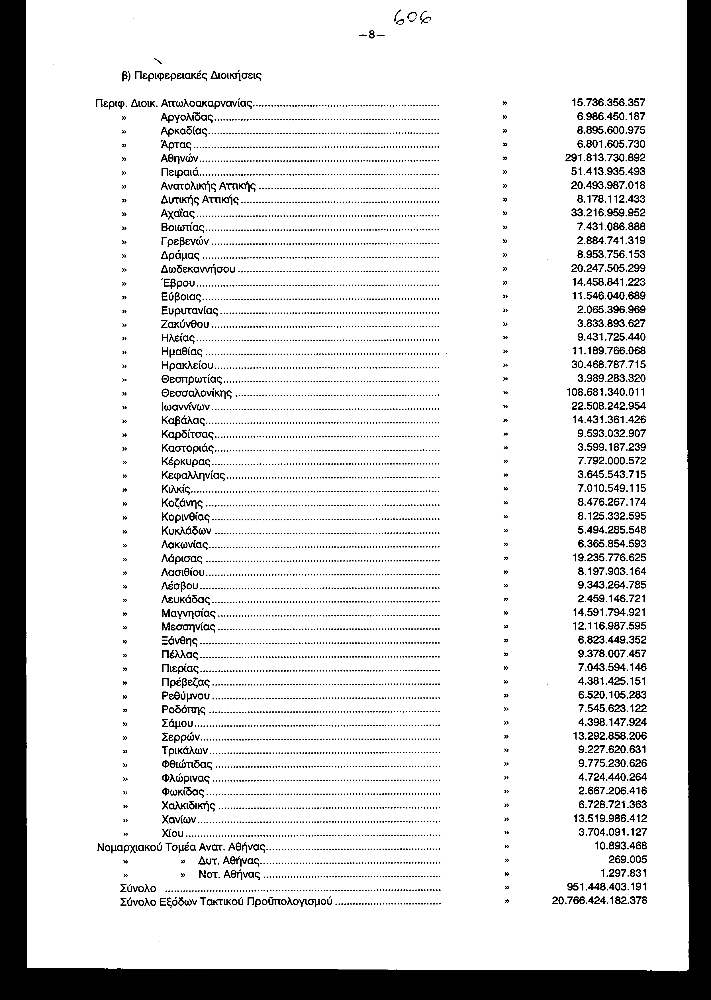 606
–8–
β) Περιφερειακές Διοικήσεις
Περιφ. Διοικ. Αιτωλοακαρνανίας » 15.736.356.357
» Αργολίδας » 6.986.450.187
» Αρκαδίας » 8.895.600.975
» Άρτας » 6.801.605.730
» Αθηνών » 291.813.730.892
» Πειραιά » 51.413.935.493
» Ανατολικής Αττικής » 20.493.987.018
» Δυτικής Αττικής » 8.178.112.433
» Αχαΐας » 33.216.959.952
» Βοιωτίας » 7.431.086.888
» Γρεβενών » 2.884.741.319
» Δράμας » 8.953.756.153
» Δωδεκαννήσου » 20.247.505.299
» Έβρου » 14.458.841.223
» Εύβοιας » 11.546.040.689
» Ευρυτανίας » 2.065.396.969
» Ζακύνθου » 3.833.893.627
» Ηλείας » 9.431.725.440
» Ημαθίας » 11.189.766.068
» Ηρακλείου » 30.468.787.715
» Θεσπρωτίας » 3.989.283.320
» Θεσσαλονίκης » 108.681.340.011
» Ιωαννίνων » 22.508.242.954
» Καβάλας » 14.431.361.426
» Καρδίτσας » 9.593.032.907
» Καστοριάς » 3.599.187.239
» Κέρκυρας » 7.792.000.572
» Κεφαλληνίας » 3.645.543.715
» Κιλκίς » 7.010.549.115
» Κοζάνης » 8.476.267.174
» Κορινθίας » 8.125.332.595
» Κυκλάδων » 5.494.285.548
» Λακωνίας » 6.365.854.593
» Λάρισας » 19.235.776.625
» Λασιθίου » 8.197.903.164
» Λέσβου » 9.343.264.785
» Λευκάδας » 2.459.146.721
» Μαγνησίας » 14.591.794.921
» Μεσσηνίας » 12.116.987.595
» Ξάνθης » 6.823.449.352
» Πέλλας » 9.378.007.457
» Πιερίας » 7.043.594.146
» Πρέβεζας » 4.381.425.151
» Ρεθύμνου » 6.520.105.283
» Ροδόπης » 7.545.623.122
» Σάμου » 4.398.147.924
» Σερρών » 13.292.858.206
» Τρικάλων » 9.227.620.631
» Φθιώτιδας » 9.775.230.626
» Φλώρινας » 4.724.440.264
» Φωκίδας » 2.667.206.416
» Χαλκιδικής » 6.728.721.363
» Χανίων » 13.519.986.412
» Χίου » 3.704.091.127
Νομαρχιακού Τομέα Ανατ. Αθήνας » 10.893.468
» » Δυτ. Αθήνας » 269.005
» » Νοτ. Αθήνας » 1.297.831
Σύνολο » 951.448.403.191
Σύνολο Εξόδων Τακτικού Προϋπολογισμού » 20.766.424.182.378